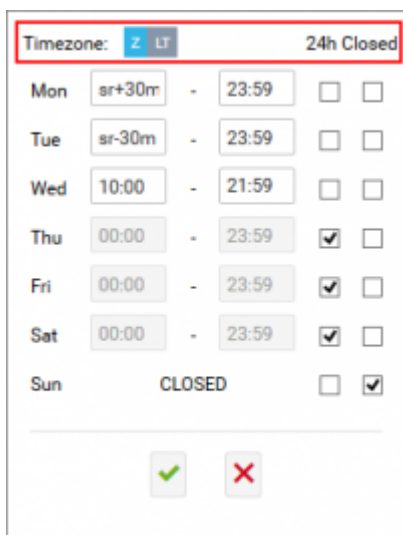 Timezone: Z LT 24h Closed
Mon sr+30m - 23:59
Tue sr-30m - 23:59
Wed 10:00 - 21:59
Thu 00:00 - 23:59
Fri 00:00 - 23:59
Sat 00:00 - 23:59
Sun CLOSED